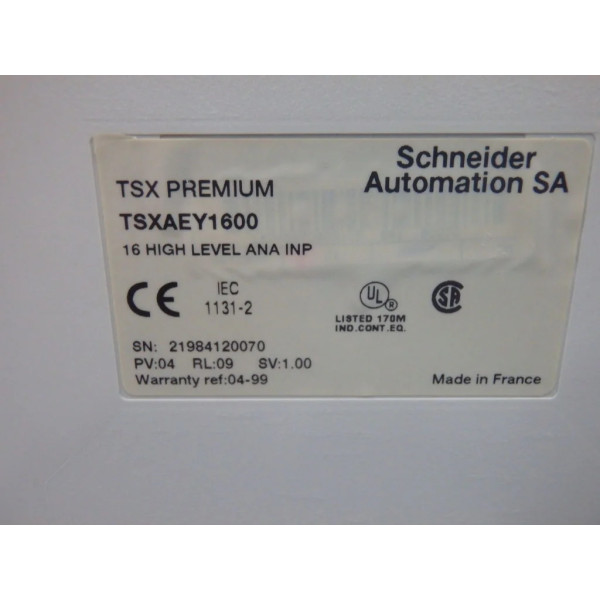 Schneider
Automation SA
TSX PREMIUM
TSXAEY1600
16 HIGH LEVEL ANA INP
CE IEC
1131-2
UL ®
LISTED 170M
IND.CONT.EQ.
SA
SN: 21984120070
PV:04 RL:09 SV:1.00
Warranty ref:04-99
Made in France